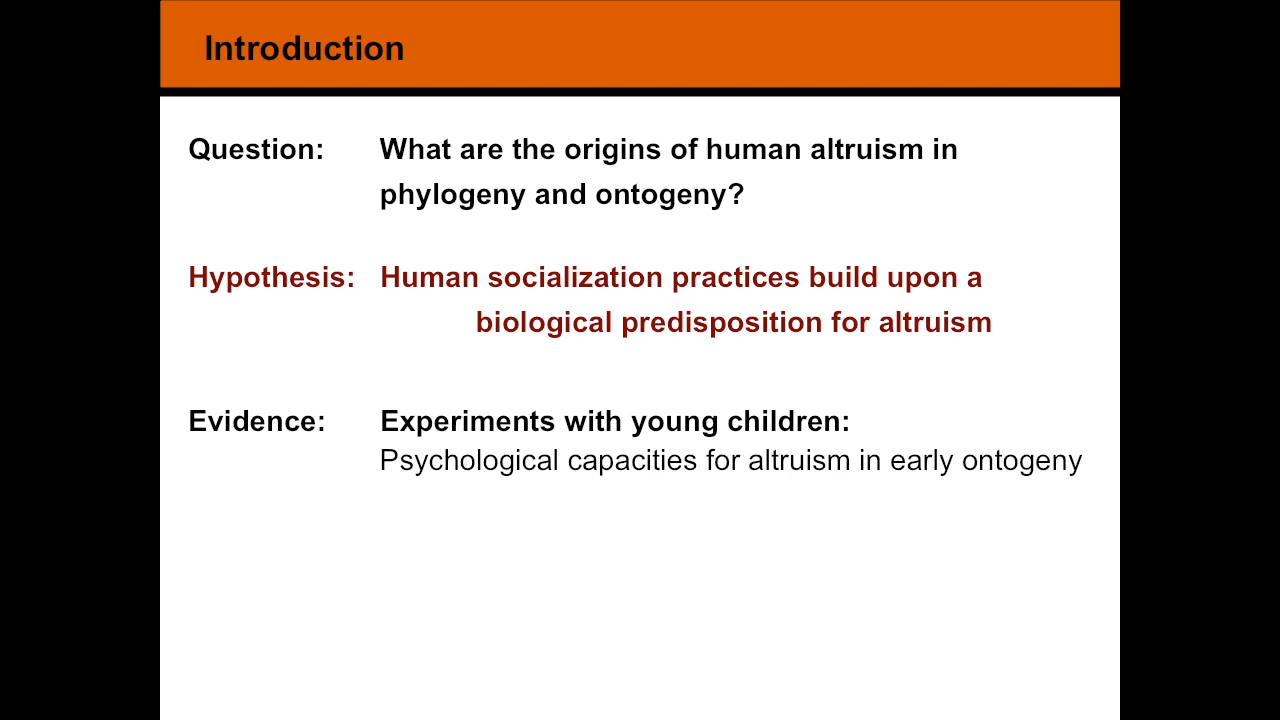 Introduction
Question: What are the origins of human altruism in
phylogeny and ontogeny?
Hypothesis: Human socialization practices build upon a
biological predisposition for altruism
Evidence: Experiments with young children:
Psychological capacities for altruism in early ontogeny